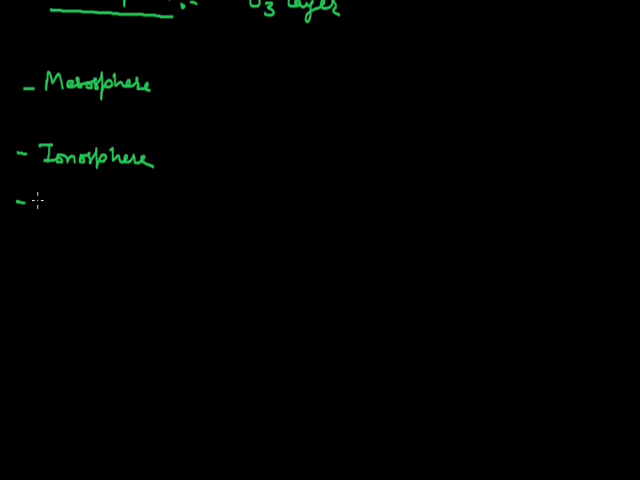 :- O3 layer
- Mesosphere
- Ionosphere
-